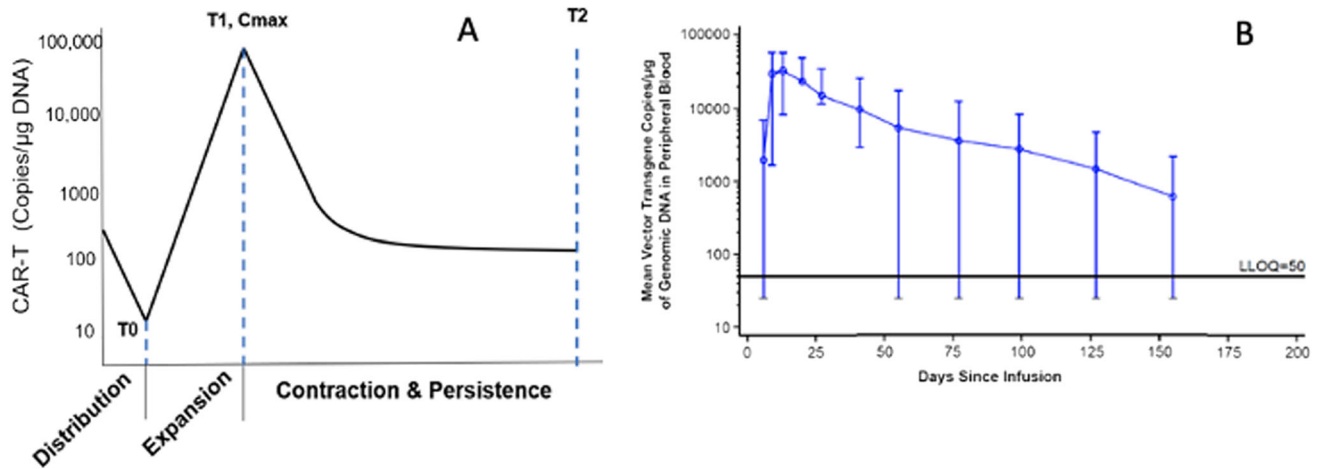 T1, Cmax
A
T2
100,000
10,000
1000
100
10
CAR-T (Copies/µg DNA)
T0
Distribution
Expansion
Contraction & Persistence
B
100000
10000
1000
100
10
Mean Vector Transgene Copies/µg
of Genomic DNA in Peripheral Blood
LLOQ=50
0 25 50 75 100 125 150 175 200
Days Since Infusion